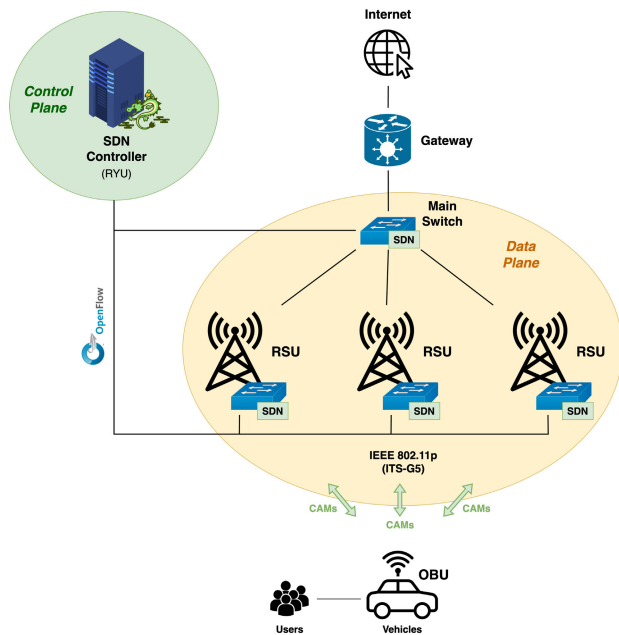 Internet
Control
Plane
SDN
Controller
(RYU)
Gateway
Main
Switch
SDN
Data
Plane
OpenFlow
RSU
RSU
RSU
SDN
SDN
SDN
IEEE 802.11p
(ITS-G5)
CAMs
CAMs
CAMs
OBU
Users
Vehicles